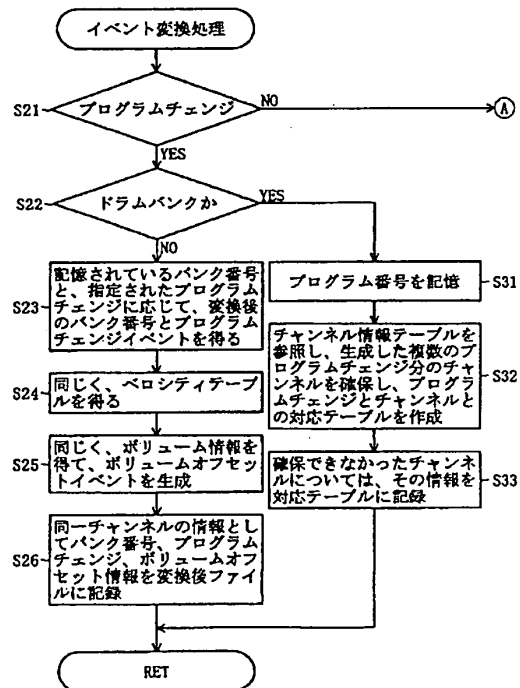 イベント変換処理
S21
プログラムチェンジ
NO
A
YES
S22
ドラムバンクか
YES
NO
S23
記憶されているバンク番号
と、指定されたプログラム
チェンジに応じて、変換後
のバンク番号とプログラム
チェンジイベントを得る
S24
同じく、ベロシティテーブ
ルを得る
S25
同じく、ボリューム情報を
得て、ボリュームオフセッ
トイベントを生成
S26
同一チャンネルの情報とし
てバンク番号、プログラム
チェンジ、ボリュームオフ
セット情報を変換後ファイル
に記録
プログラム番号を記憶
S31
チャンネル情報テーブルを
参照し、生成した複数のプ
ログラムチェンジ分のチャ
ンネルを確保し、プログラ
ムチェンジとチャンネルと
の対応テーブルを作成
S32
確保できなかったチャンネ
ルについては、その情報を
対応テーブルに記録
S33
RET